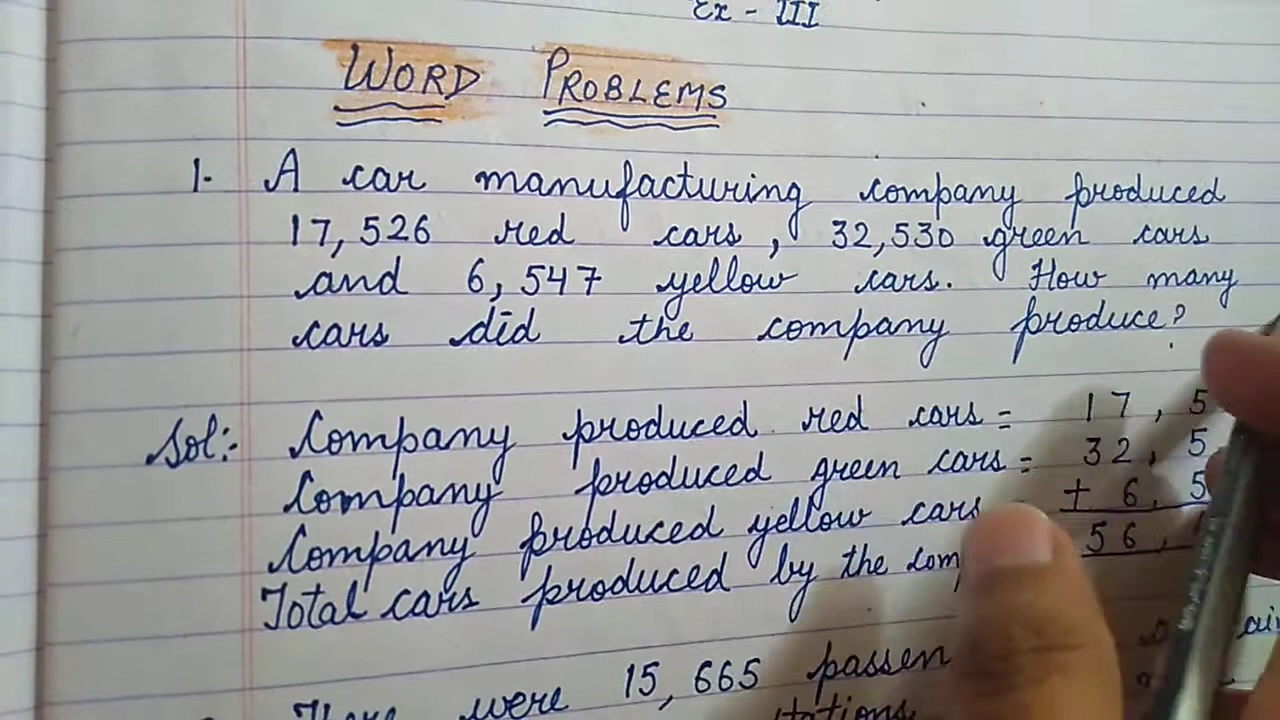 Ex - III
WORD PROBLEMS
1. A car manufacturing company produced
17,526 red cars, 32,530 green cars
and 6,547 yellow cars. How many
cars did the company produce?
Sol:- Company produced red cars = 17,5
Company produced green cars = 32,5
Company produced yellow cars + 6,5
Total cars produced by the 56,
were 15,665